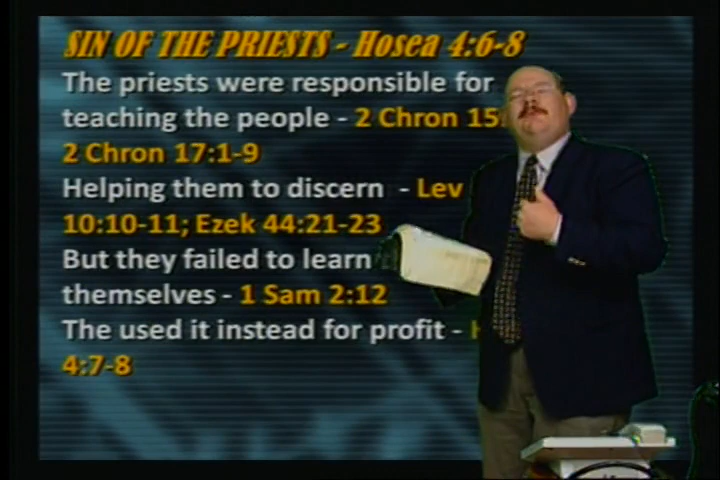 SIN OF THE PRIESTS - Hosea 4:6-8
The priests were responsible for
teaching the people - 2 Chron 15
2 Chron 17:1-9
Helping them to discern - Lev
10:10-11; Ezek 44:21-23
But they failed to learn
themselves - 1 Sam 2:12
The used it instead for profit -
4:7-8